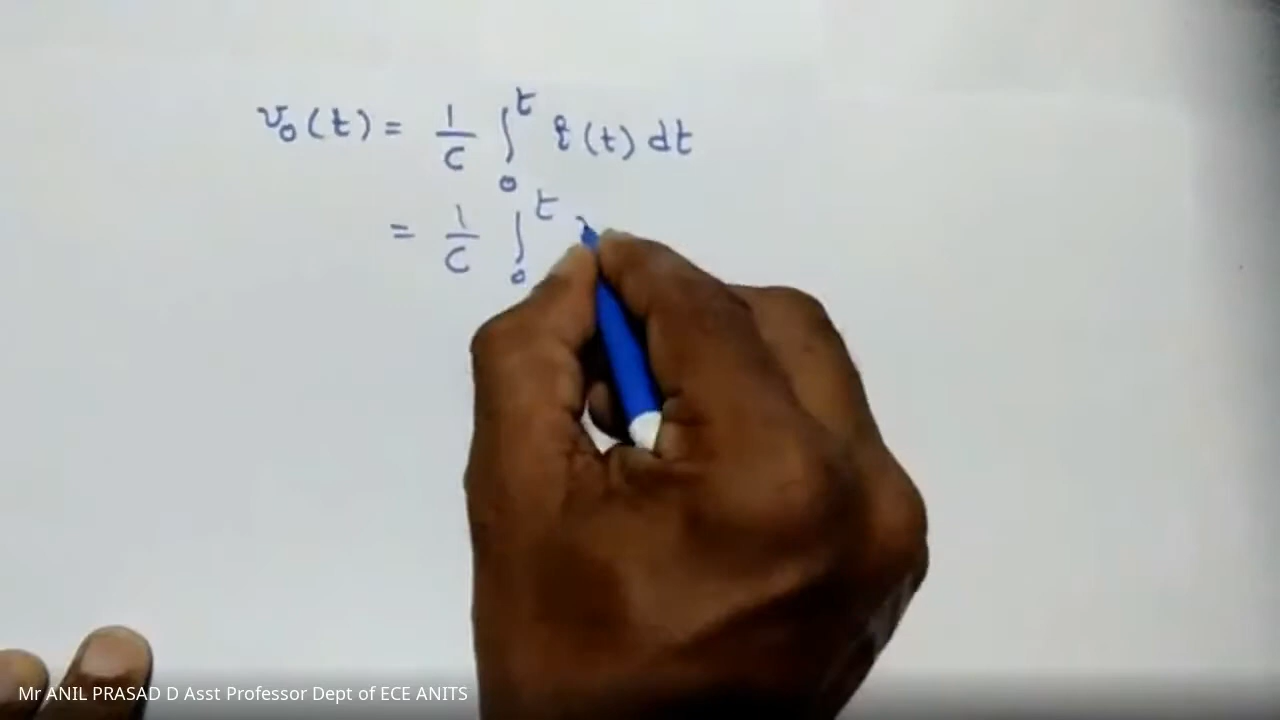 v₀(t) = 1/C ∫₀ᵗ i(t) dt
= 1/C ∫₀ᵗ
Mr ANIL PRASAD D Asst Professor Dept of ECE ANITS